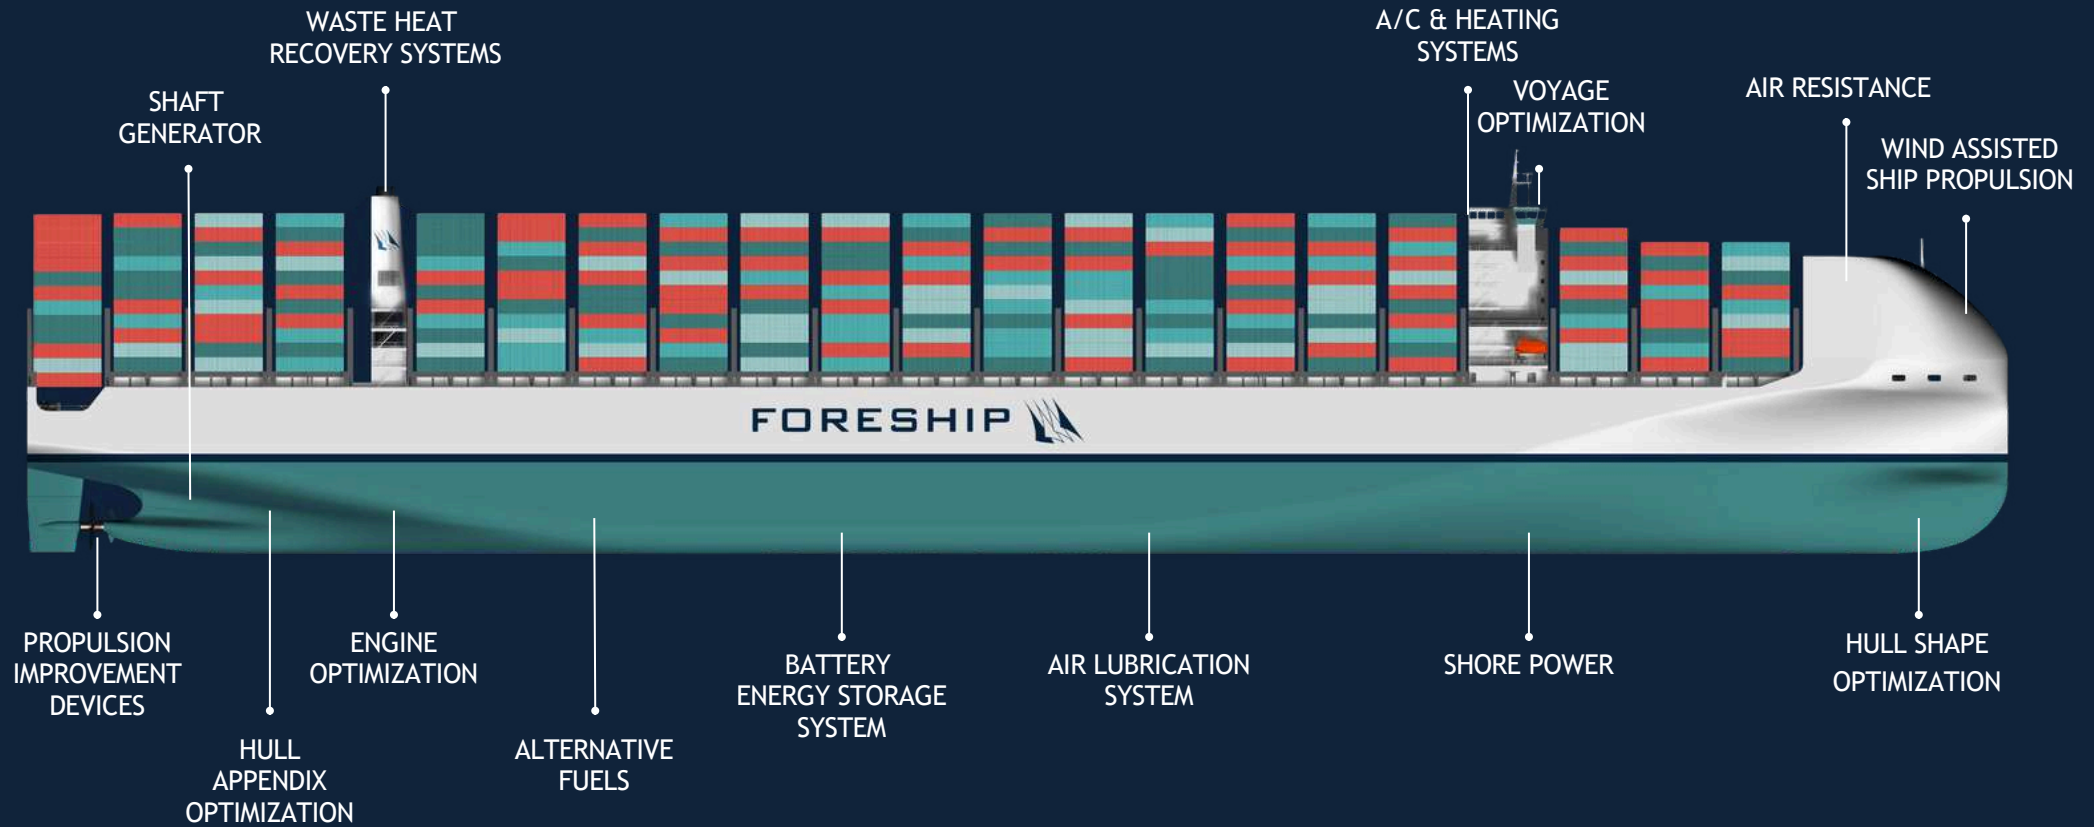 WASTE HEAT
RECOVERY SYSTEMS
A/C & HEATING
SYSTEMS
SHAFT
GENERATOR
VOYAGE
OPTIMIZATION
AIR RESISTANCE
WIND ASSISTED
SHIP PROPULSION
FORESHIP
PROPULSION
IMPROVEMENT
DEVICES
HULL
APPENDIX
OPTIMIZATION
ENGINE
OPTIMIZATION
ALTERNATIVE
FUELS
BATTERY
ENERGY STORAGE
SYSTEM
AIR LUBRICATION
SYSTEM
SHORE POWER
HULL SHAPE
OPTIMIZATION